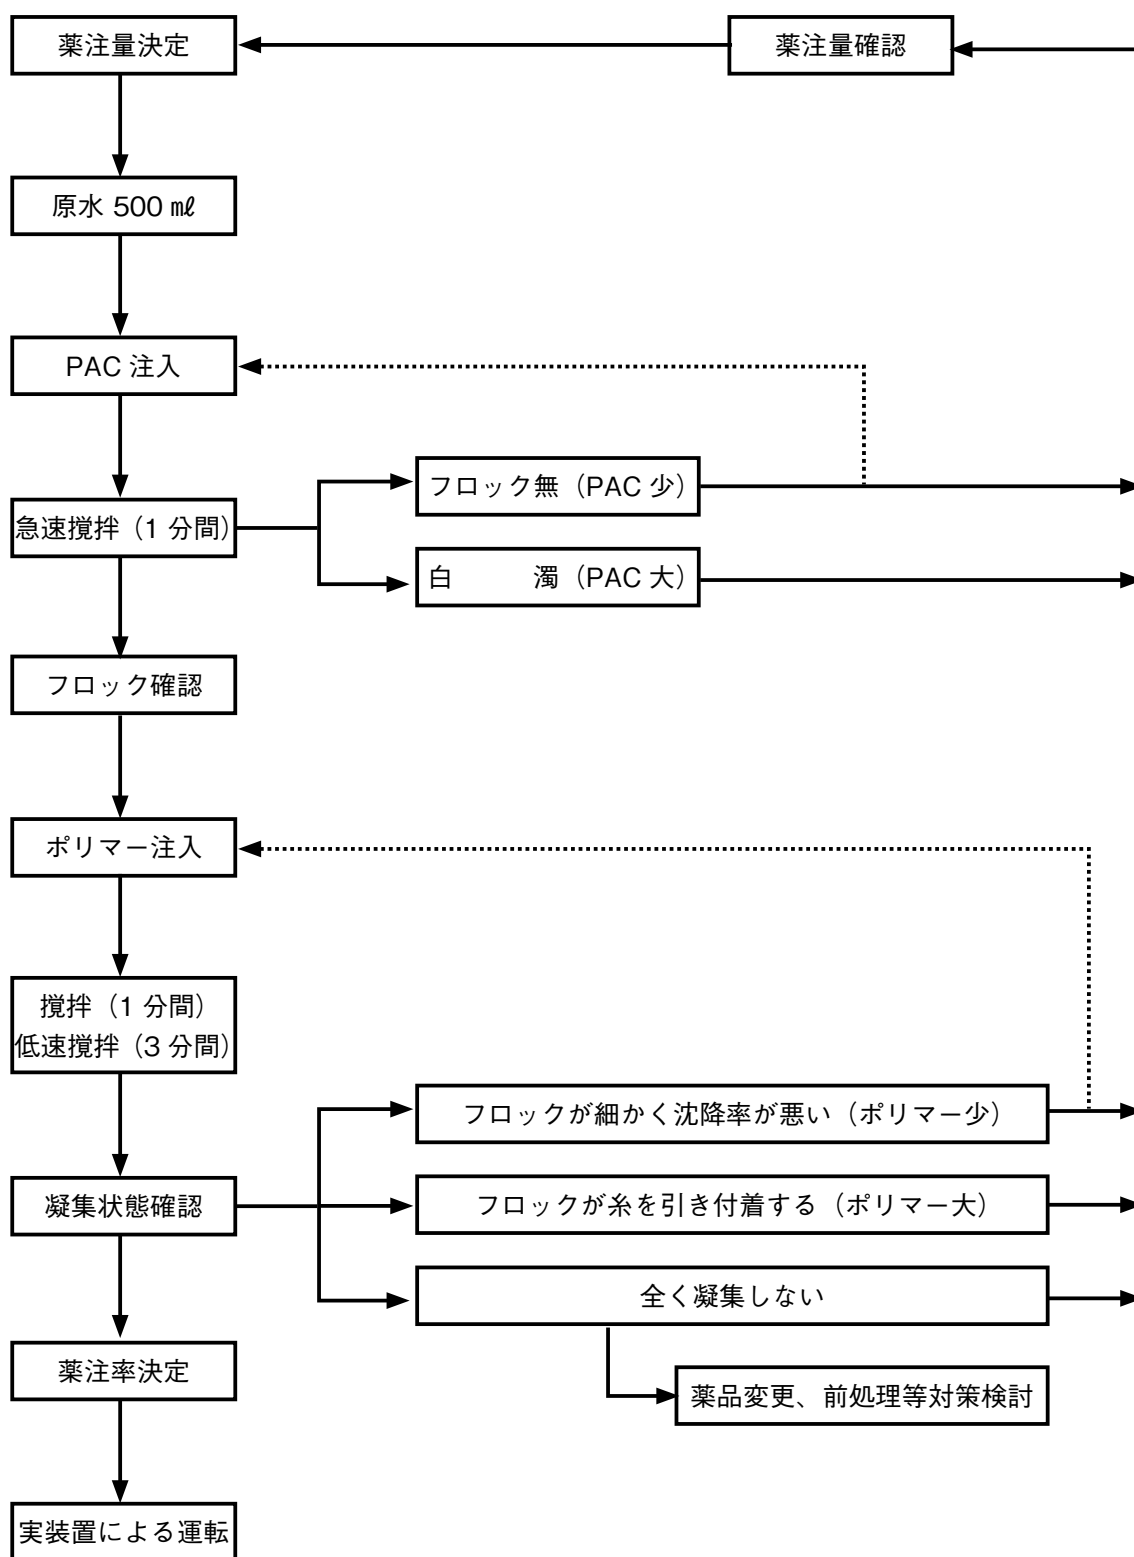 薬注量決定
薬注量確認
原水 500 ㎖
PAC 注入
フロック無（PAC 少）
急速撹拌（1 分間）
白　　　濁（PAC 大）
フロック確認
ポリマー注入
撹拌（1 分間）
低速撹拌（3 分間）
フロックが細かく沈降率が悪い（ポリマー少）
凝集状態確認
フロックが糸を引き付着する（ポリマー大）
全く凝集しない
薬注率決定
薬品変更、前処理等対策検討
実装置による運転